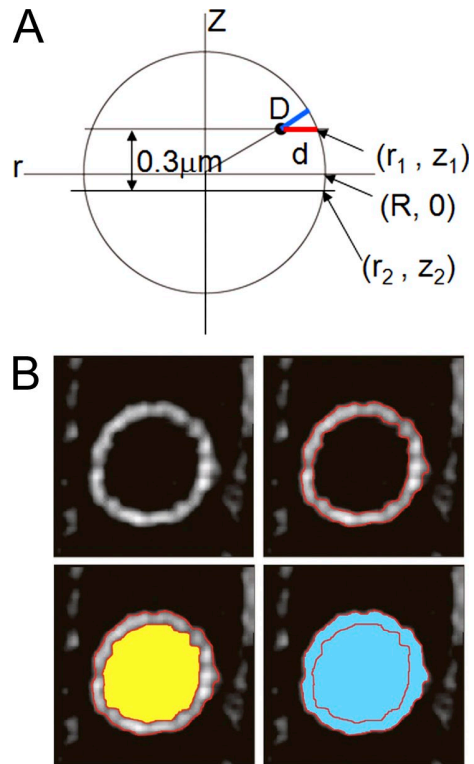 A
Z
D
0.3µm
d
(r₁ , z₁)
r
(R, 0)
(r₂ , z₂)
B